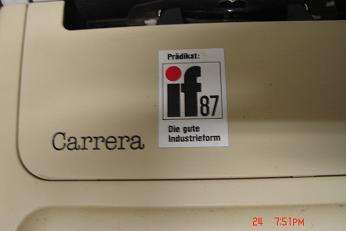 Prädikat:
if 87
Die gute
Industrieform
Carrera
24 7:51PM